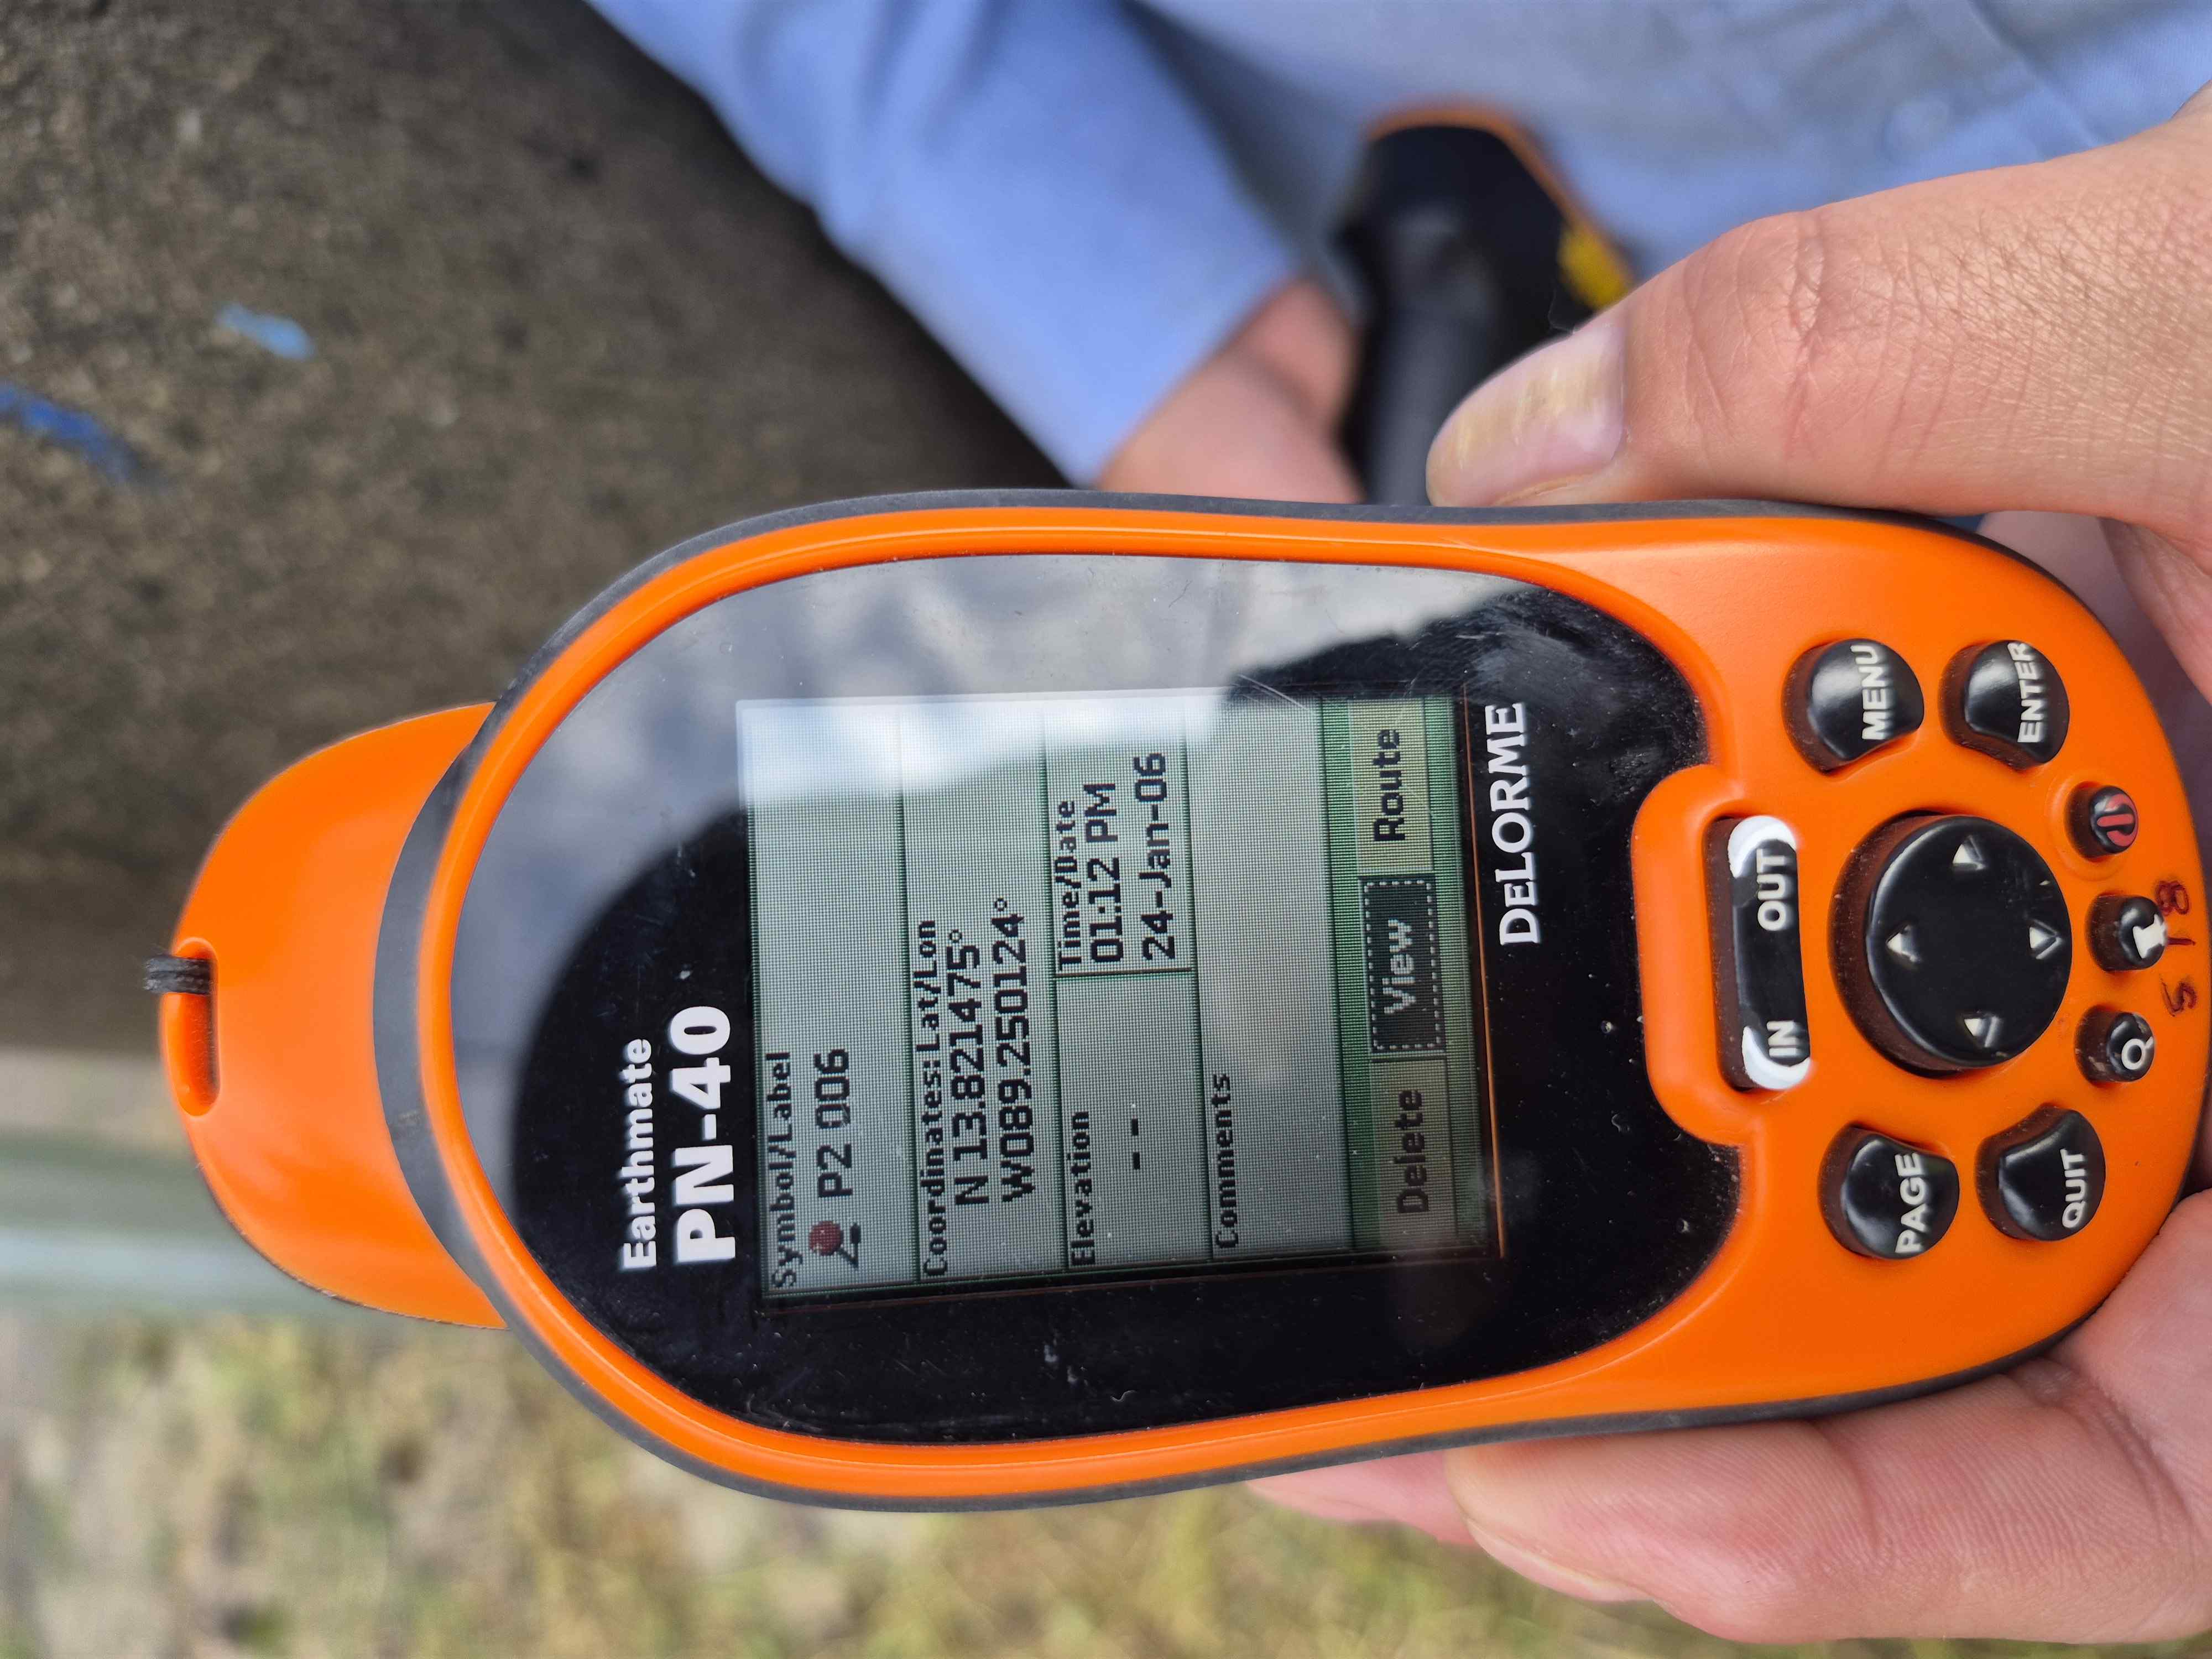 Earthmate
PN-40
Symbol/Label
P2 006
Coordinates:Lat/Lon
N 13.821475°
W089.250124°
Elevation
--
Time/Date
01:12 PM
24-Jan-06
Comments
Delete View Route
DELORME
IN OUT
PAGE MENU
QUIT ENTER
518